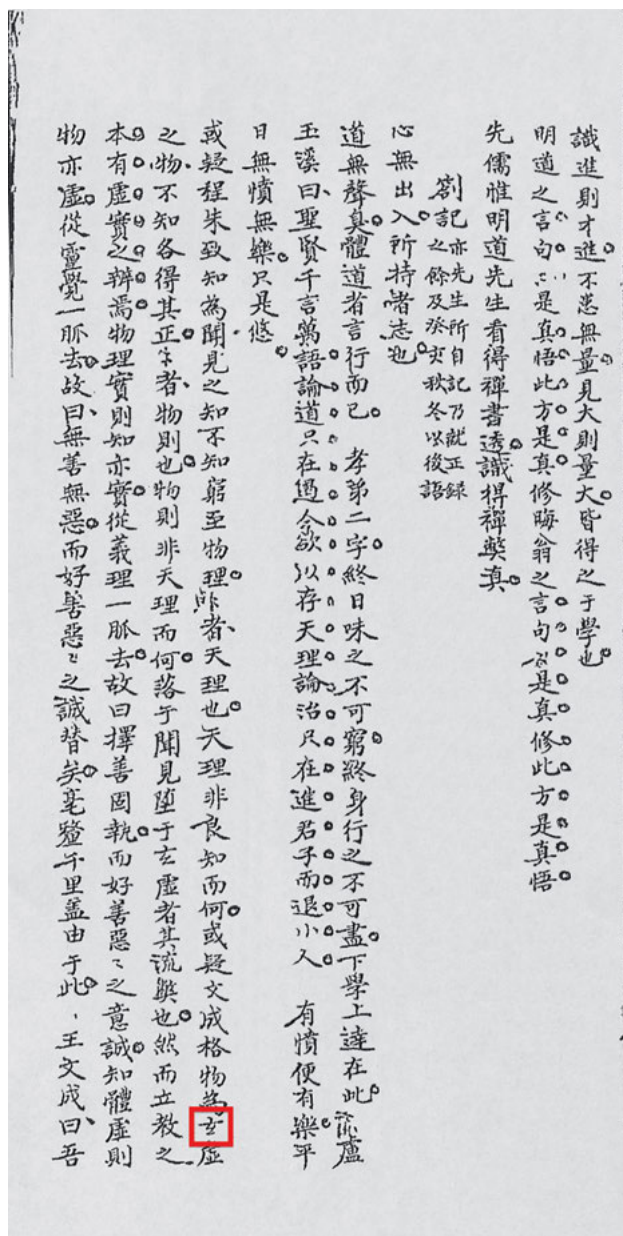 識進則才進不患無量見大則量大皆得之于學也
明道之言句〻是真悟此方是真修晦翁之言句句是真修此方是真悟
先儒惟明道先生看得禪書透識得禪弊真
劄記亦先生所自記乃就正録
之餘及癸亥秋冬以後語
心無出入所持者志也
道無聲臭體道者言行而已 孝弟二字終日味之不可窮終身行之不可盡下學上達在此 盧
玉溪曰聖賢千言萬語論道只在遏人欲以存天理論治只在進君子而退小人 有憤便有樂平
日無憤無樂只是悠
或疑程朱致知為聞見之知不知窮至物理者天理也天理非良知而何或疑文成格物為玄虛
之物不知各得其正者物則也物則非天理而何落于聞見墮于玄虛者其流弊也然而立教之
本有虛實之辨焉物理實則知亦實從義理一脈去故曰擇善固執而好善惡〻之意誠知體虛則
物亦虛從靈覺一脈去故曰無善無惡而好善惡〻之誠替矣毫釐千里蓋由于此、王文成曰吾